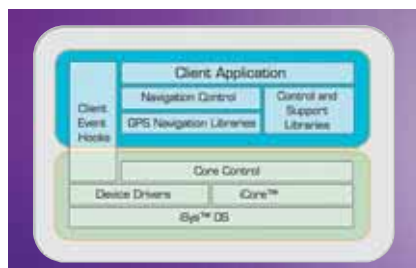 Client Application
Client
Event
Hooks
Navigation Control
GPS Navigation Libraries
Control and
Support
Libraries
Core Control
Device Drivers
iCore™
iSys™ OS